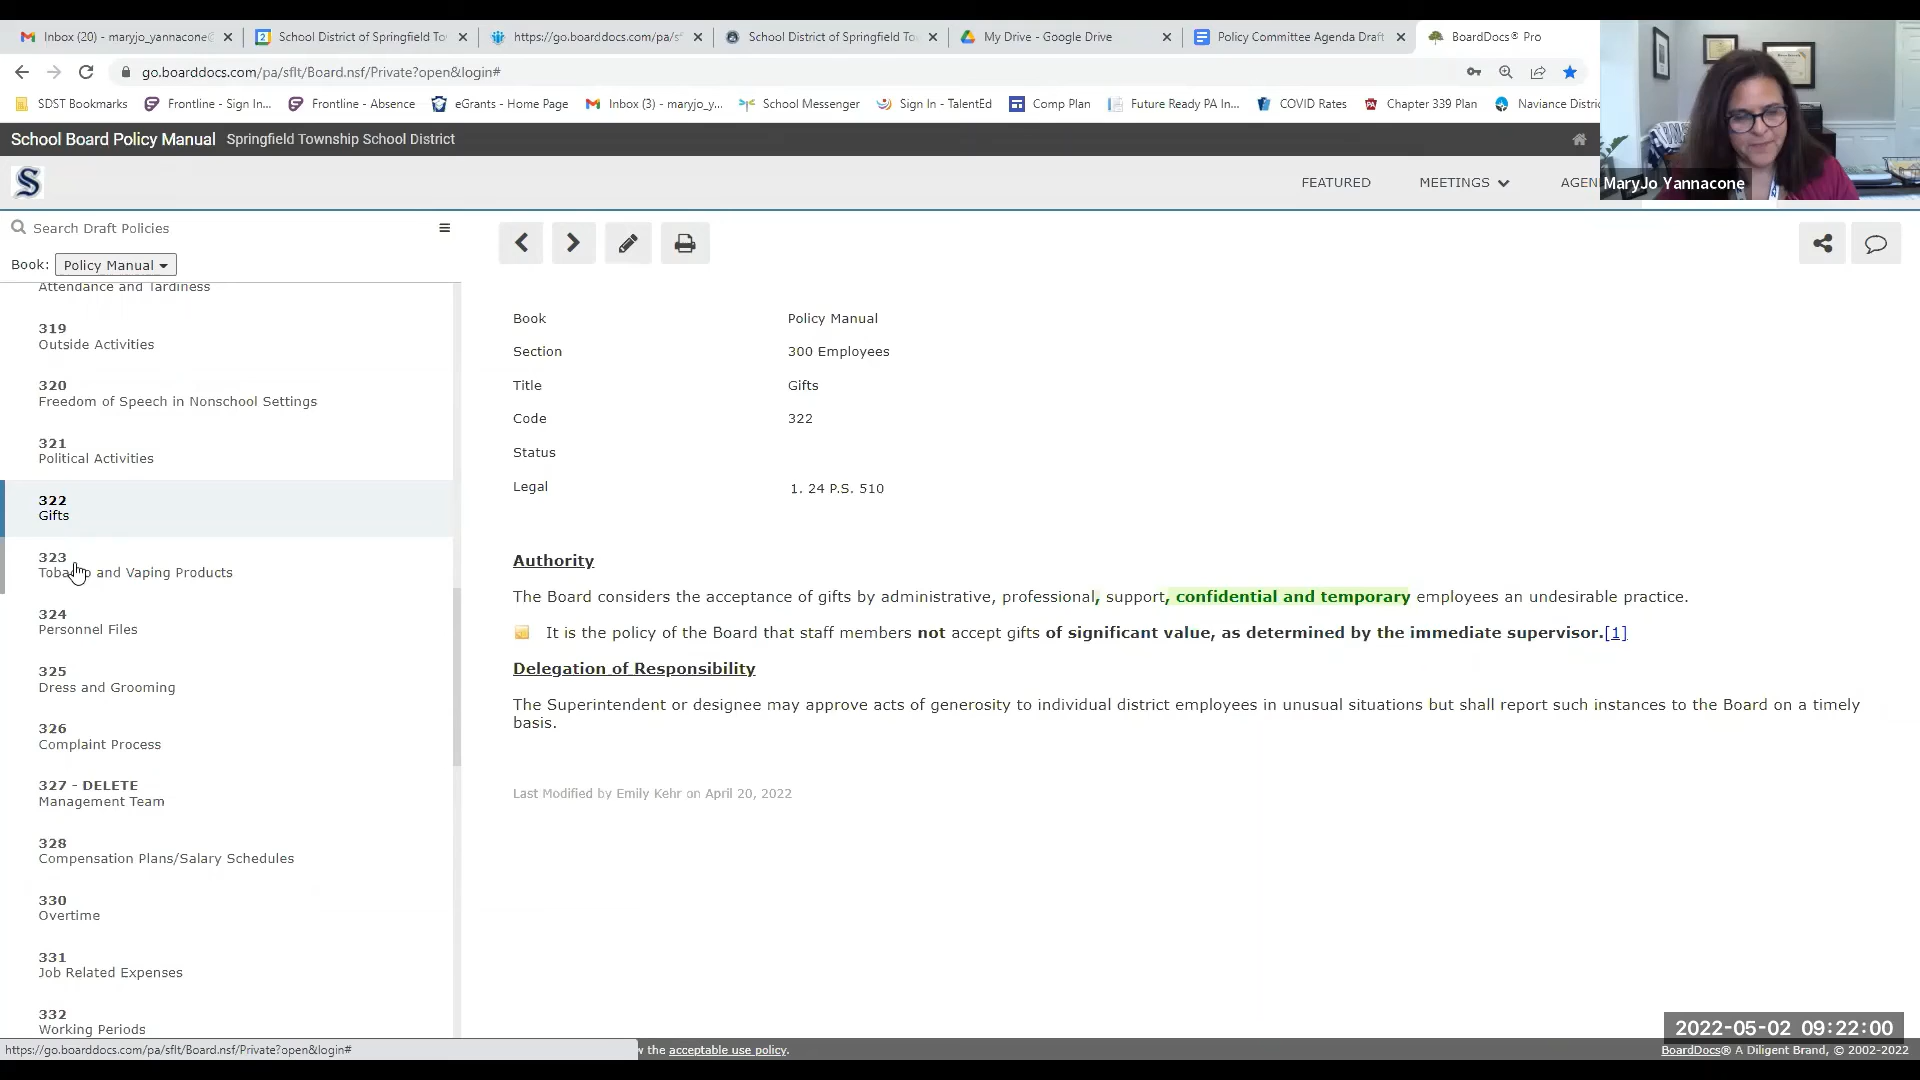 Inbox (20) - maryjo_yannacone@
School District of Springfield To
https://go.boarddocs.com/pa/sf
School District of Springfield To
My Drive - Google Drive
Policy Committee Agenda Draft
BoardDocs® Pro
go.boarddocs.com/pa/sflt/Board.nsf/Private?open&login#
SDST Bookmarks
Frontline - Sign In...
Frontline - Absence
eGrants - Home Page
Inbox (3) - maryjo_y...
School Messenger
Sign In - TalentEd
Comp Plan
Future Ready PA In...
COVID Rates
Chapter 339 Plan
Naviance Distric
School Board Policy Manual Springfield Township School District
S
FEATURED
MEETINGS
AGEN
MaryJo Yannacone
Search Draft Policies
Book: Policy Manual
Attendance and Tardiness
319
Outside Activities
320
Freedom of Speech in Nonschool Settings
321
Political Activities
322
Gifts
323
Tobacco and Vaping Products
324
Personnel Files
325
Dress and Grooming
326
Complaint Process
327 - DELETE
Management Team
328
Compensation Plans/Salary Schedules
330
Overtime
331
Job Related Expenses
332
Working Periods
Book Policy Manual
Section 300 Employees
Title Gifts
Code 322
Status
Legal 1. 24 P.S. 510
Authority
The Board considers the acceptance of gifts by administrative, professional, support, confidential and temporary employees an undesirable practice.
It is the policy of the Board that staff members not accept gifts of significant value, as determined by the immediate supervisor.[1]
Delegation of Responsibility
The Superintendent or designee may approve acts of generosity to individual district employees in unusual situations but shall report such instances to the Board on a timely
basis.
Last Modified by Emily Kehr on April 20, 2022
2022-05-02 09:22:00
https://go.boarddocs.com/pa/sflt/Board.nsf/Private?open&login#
the acceptable use policy.
BoardDocs® A Diligent Brand, © 2002-2022